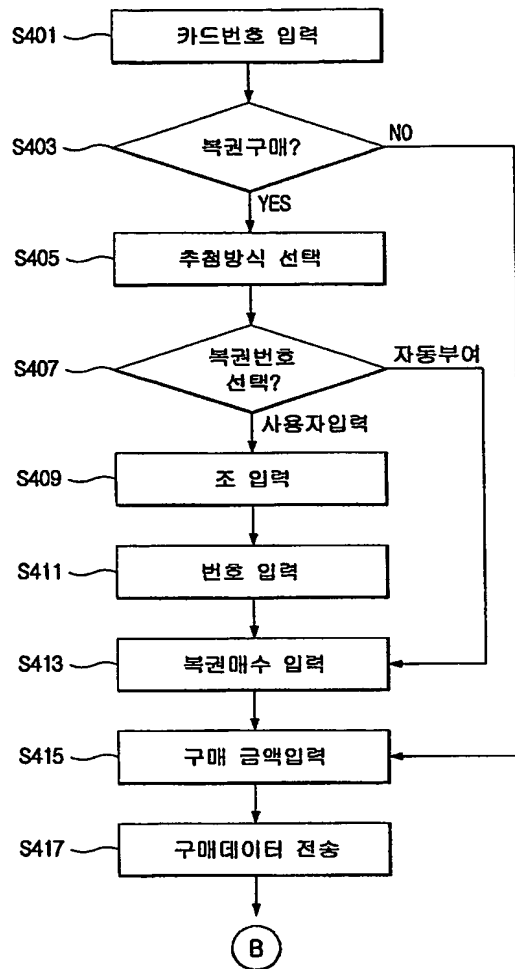 S401
카드번호 입력
S403
복권구매?
NO
YES
S405
추첨방식 선택
S407
복권번호
선택?
자동부여
사용자입력
S409
조 입력
S411
번호 입력
S413
복권매수 입력
S415
구매 금액입력
S417
구매데이터 전송
B